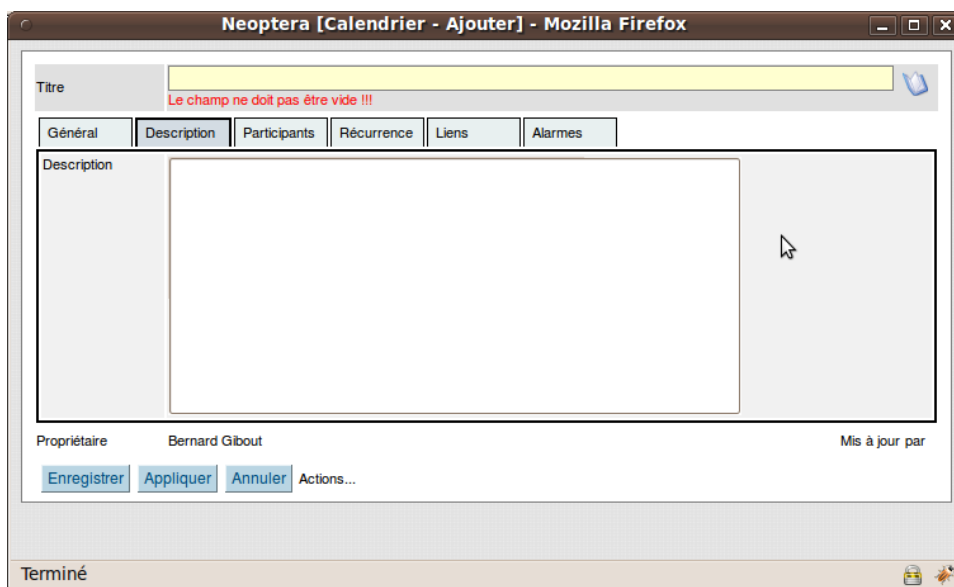 Neoptera [Calendrier - Ajouter] - Mozilla Firefox
Titre
Le champ ne doit pas être vide !!!
Général Description Participants Récurrence Liens Alarmes
Description
Propriétaire Bernard Gibout Mis à jour par
Enregistrer Appliquer Annuler Actions...
Terminé